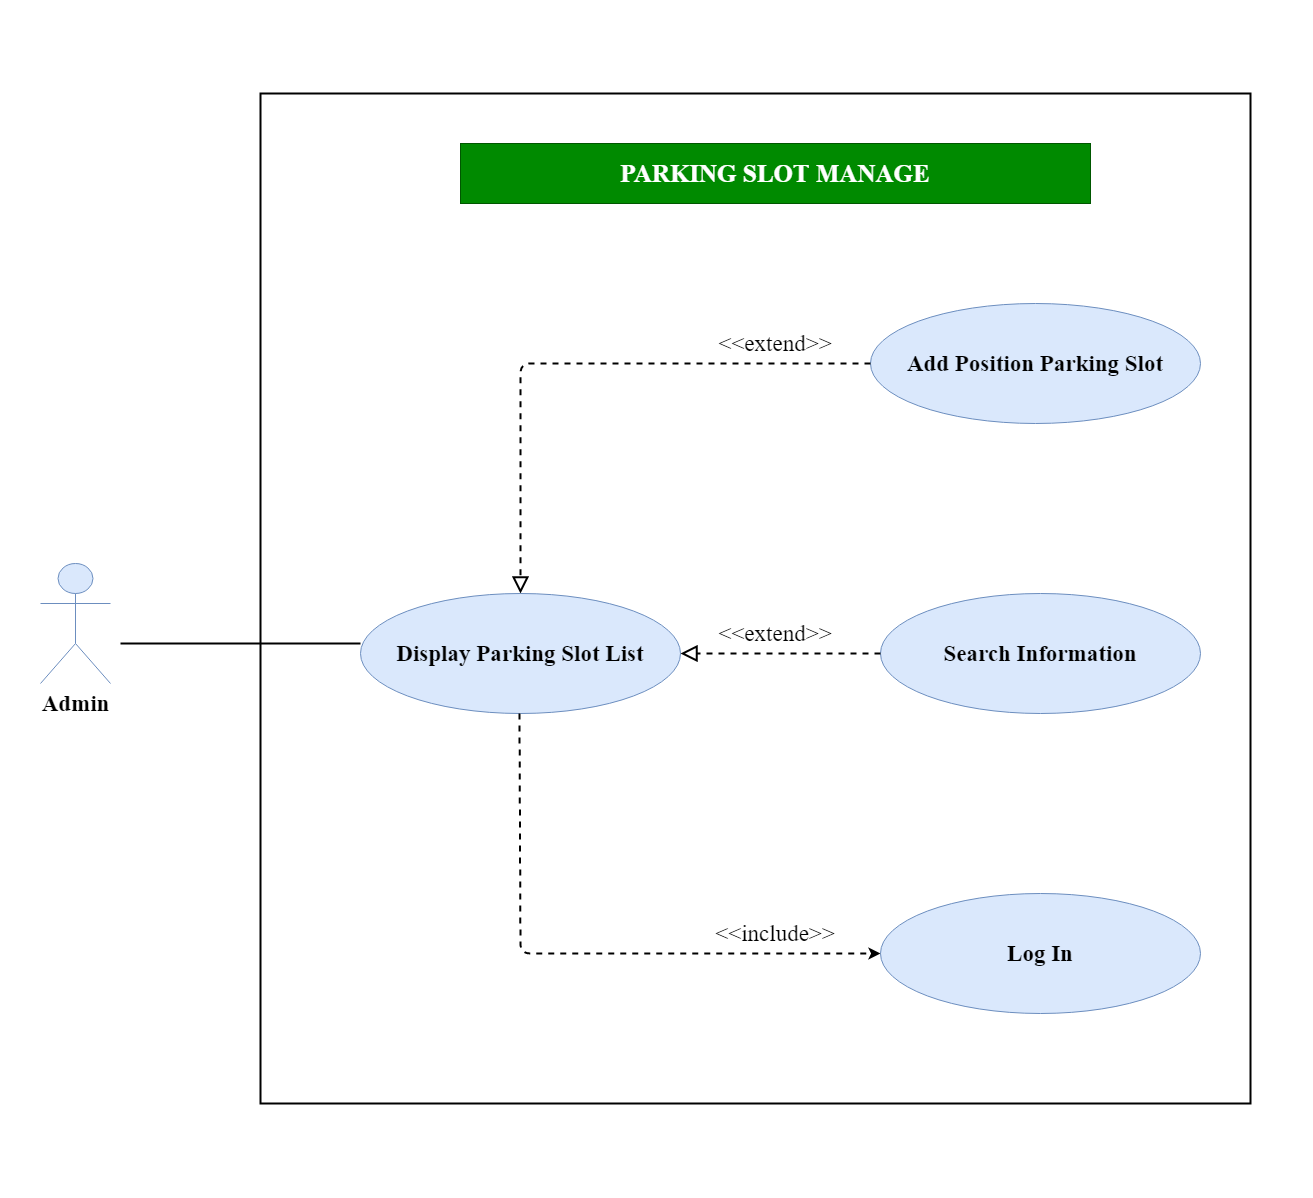 PARKING SLOT MANAGE
<<extend>>
Add Position Parking Slot
<<extend>>
Display Parking Slot List
Search Information
Admin
<<include>>
Log In